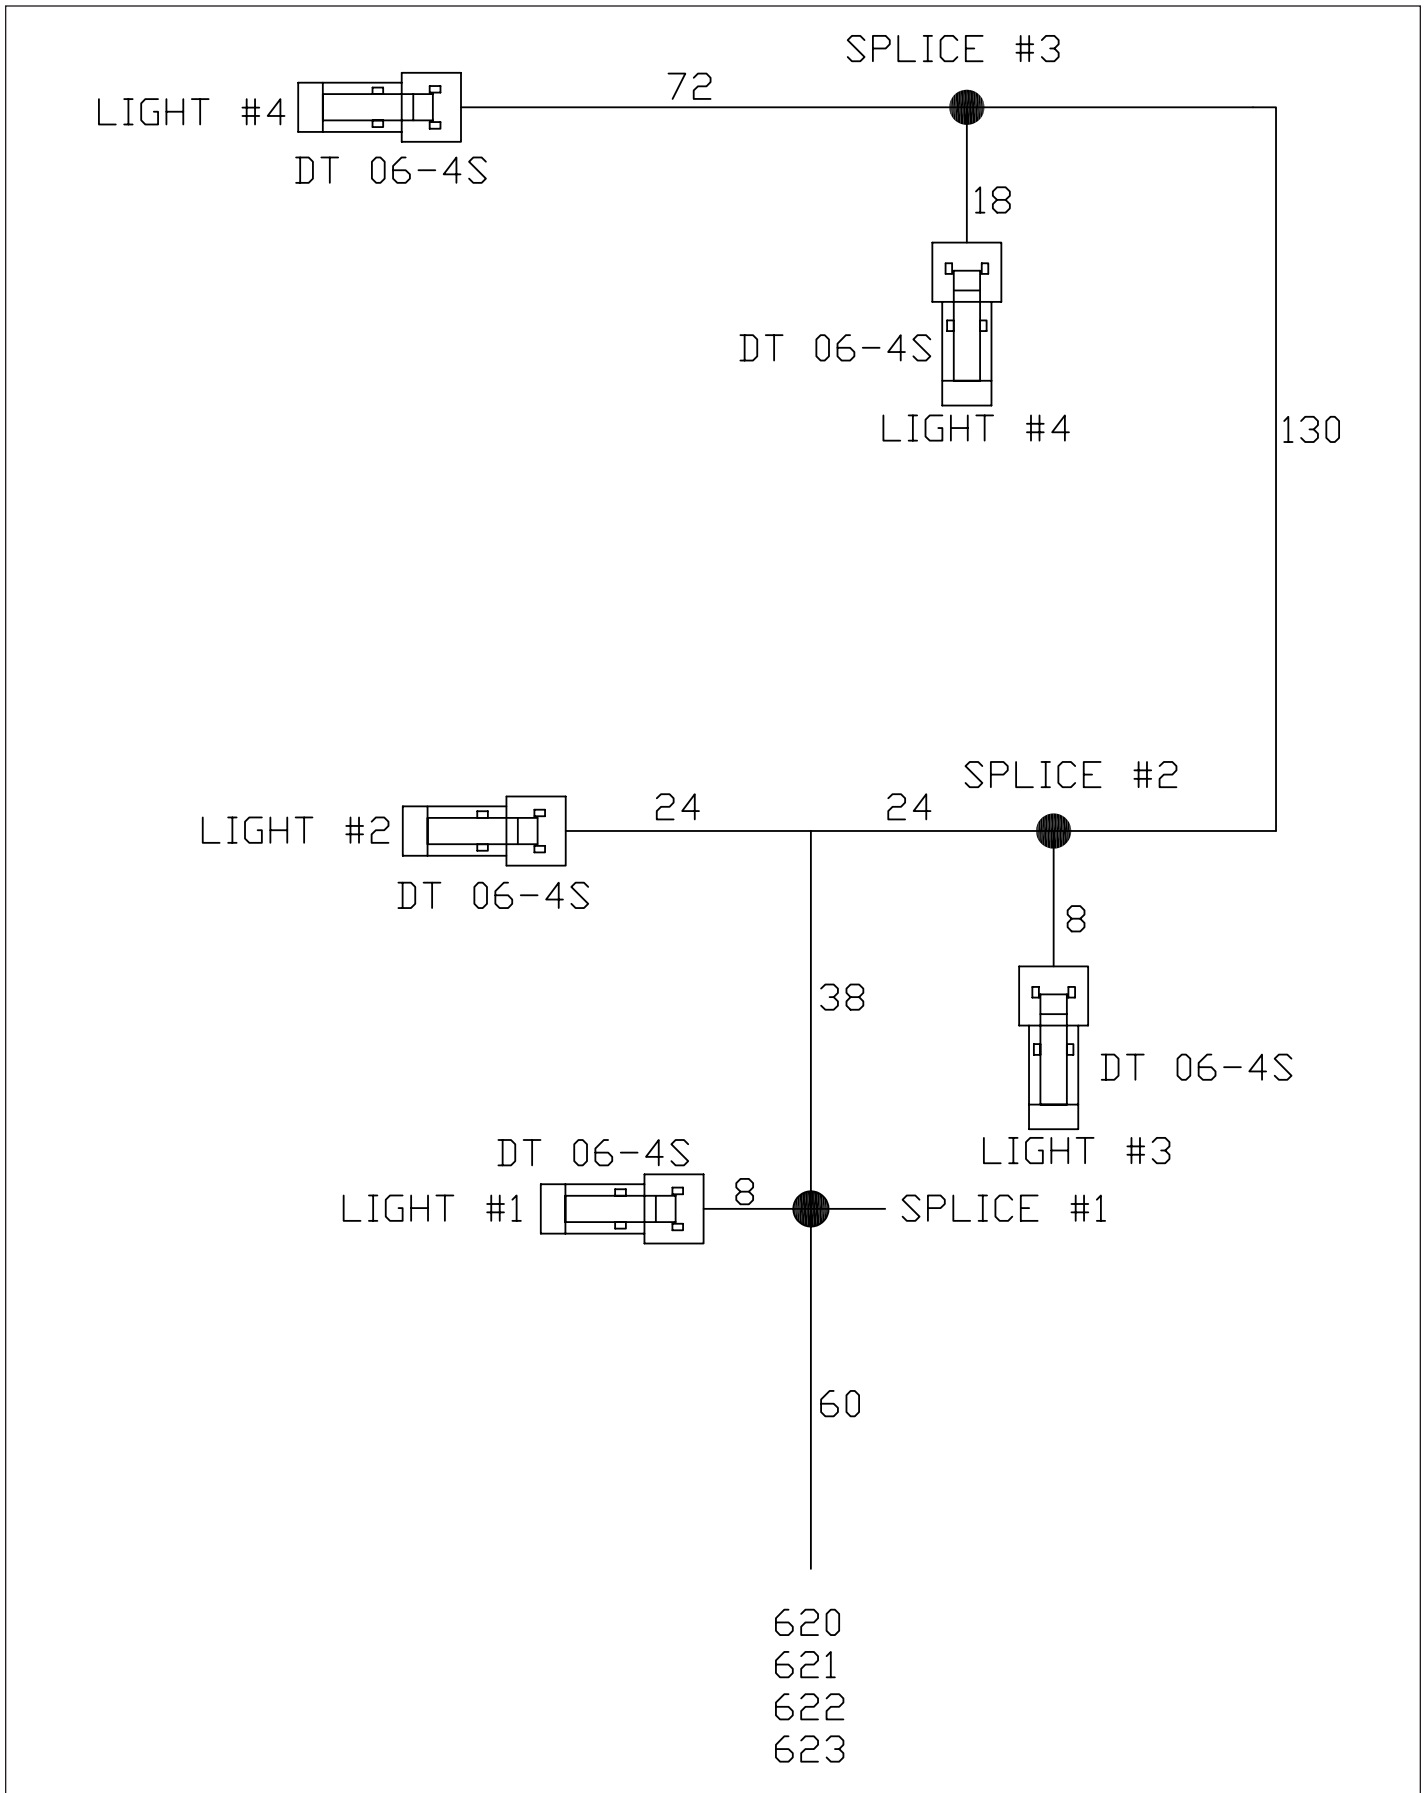 SPLICE #3
72
LIGHT #4
DT 06-4S
18
DT 06-4S
LIGHT #4
130
SPLICE #2
24
24
LIGHT #2
DT 06-4S
8
38
DT 06-4S
LIGHT #3
DT 06-4S
8
LIGHT #1
SPLICE #1
60
620
621
622
623